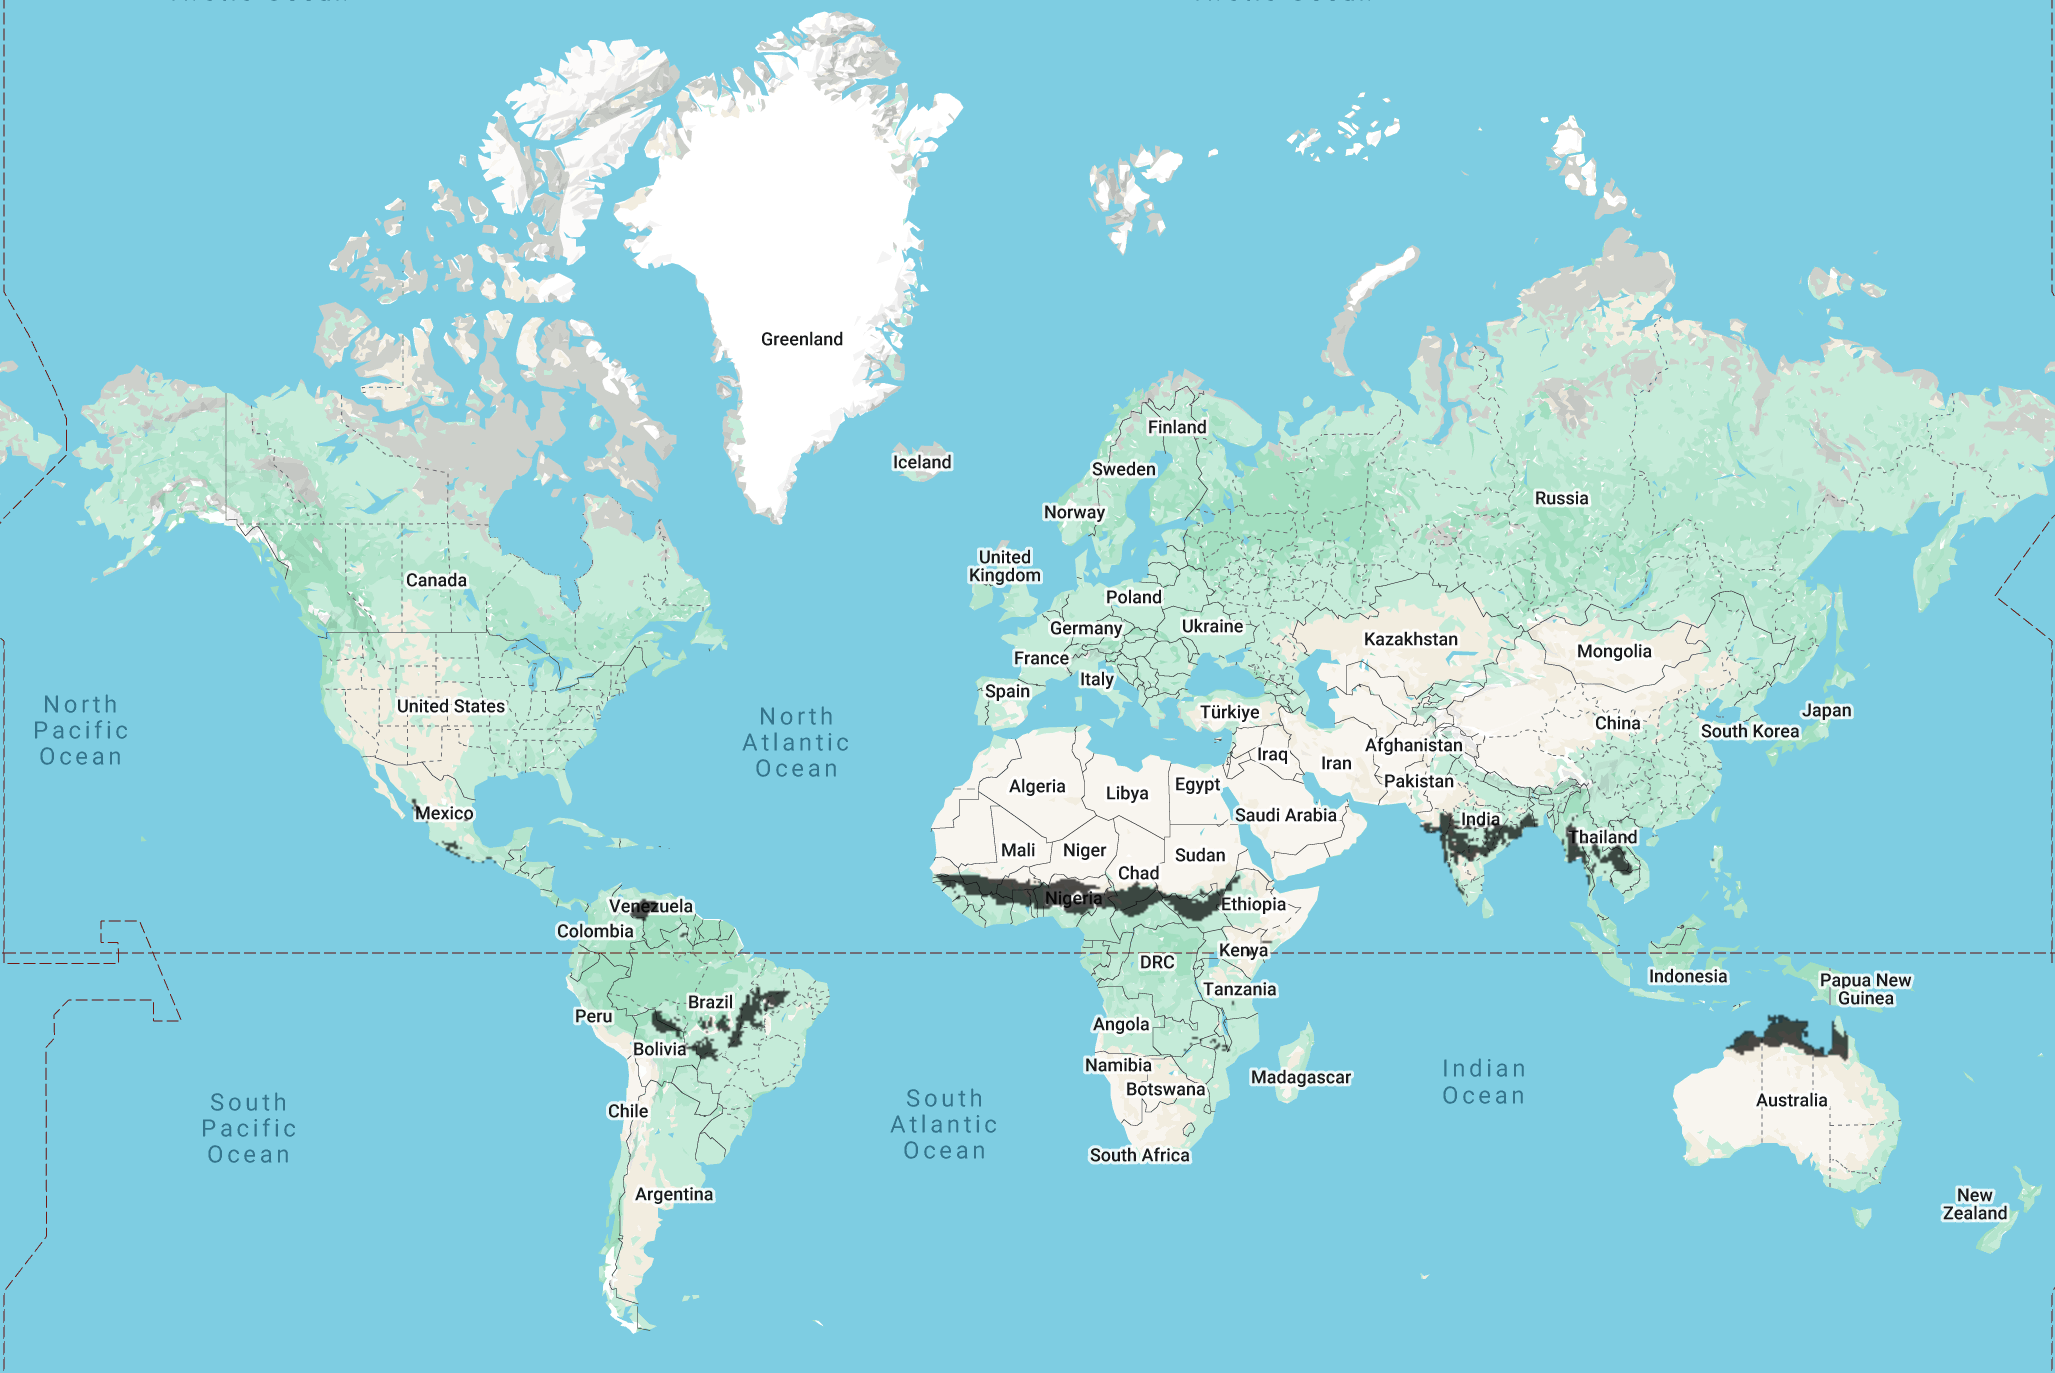 Arctic Ocean
Arctic Ocean
Greenland
Iceland
Finland
Sweden
Norway
Russia
United
Kingdom
Canada
Poland
Germany
Ukraine
France
Kazakhstan
Mongolia
Italy
Spain
United States
Türkiye
China
Japan
South Korea
North
Pacific
Ocean
North
Atlantic
Ocean
Iraq
Iran
Afghanistan
Pakistan
Algeria
Libya
Egypt
Saudi Arabia
Mexico
India
Thailand
Mali
Niger
Chad
Sudan
Nigeria
Ethiopia
Venezuela
Colombia
DRC
Kenya
Tanzania
Indonesia
Papua New
Guinea
Brazil
Peru
Bolivia
Angola
Namibia
Botswana
Madagascar
Indian
Ocean
Australia
Chile
South
Pacific
Ocean
South
Atlantic
Ocean
South Africa
Argentina
New
Zealand